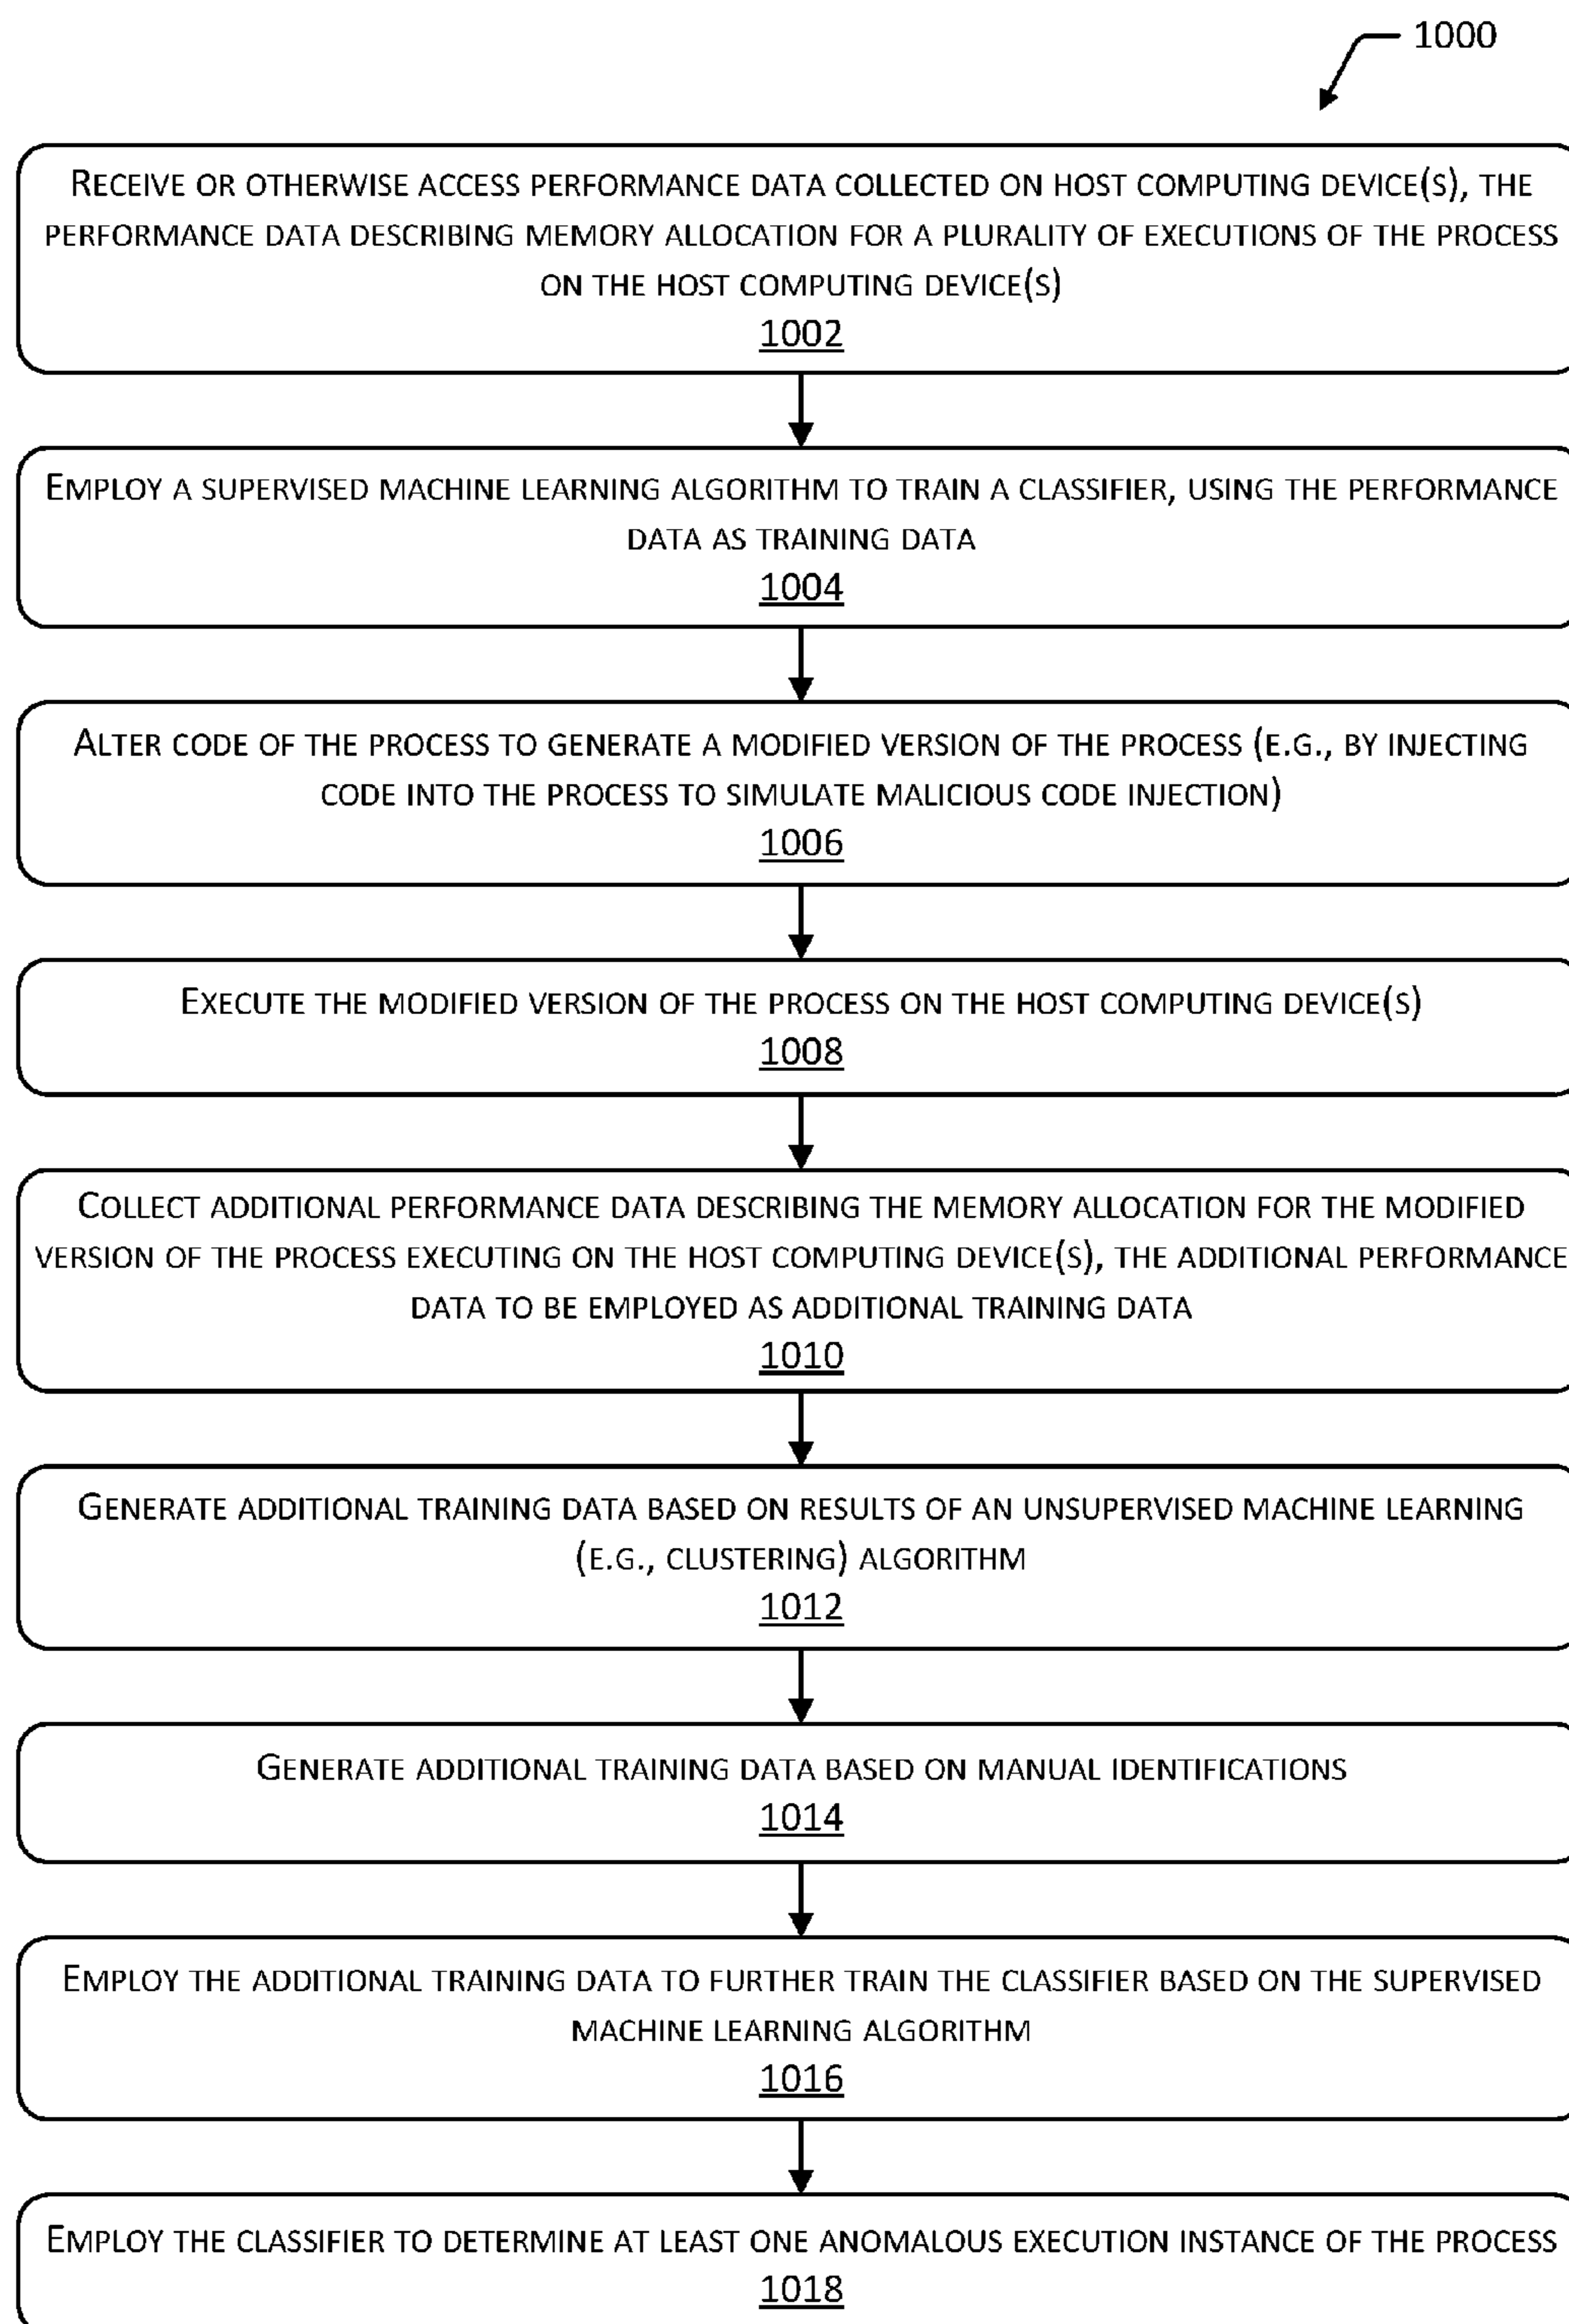 1000
RECEIVE OR OTHERWISE ACCESS PERFORMANCE DATA COLLECTED ON HOST COMPUTING DEVICE(S), THE
PERFORMANCE DATA DESCRIBING MEMORY ALLOCATION FOR A PLURALITY OF EXECUTIONS OF THE PROCESS
ON THE HOST COMPUTING DEVICE(S)
1002
EMPLOY A SUPERVISED MACHINE LEARNING ALGORITHM TO TRAIN A CLASSIFIER, USING THE PERFORMANCE
DATA AS TRAINING DATA
1004
ALTER CODE OF THE PROCESS TO GENERATE A MODIFIED VERSION OF THE PROCESS (E.G., BY INJECTING
CODE INTO THE PROCESS TO SIMULATE MALICIOUS CODE INJECTION)
1006
EXECUTE THE MODIFIED VERSION OF THE PROCESS ON THE HOST COMPUTING DEVICE(S)
1008
COLLECT ADDITIONAL PERFORMANCE DATA DESCRIBING THE MEMORY ALLOCATION FOR THE MODIFIED
VERSION OF THE PROCESS EXECUTING ON THE HOST COMPUTING DEVICE(S), THE ADDITIONAL PERFORMANCE
DATA TO BE EMPLOYED AS ADDITIONAL TRAINING DATA
1010
GENERATE ADDITIONAL TRAINING DATA BASED ON RESULTS OF AN UNSUPERVISED MACHINE LEARNING
(E.G., CLUSTERING) ALGORITHM
1012
GENERATE ADDITIONAL TRAINING DATA BASED ON MANUAL IDENTIFICATIONS
1014
EMPLOY THE ADDITIONAL TRAINING DATA TO FURTHER TRAIN THE CLASSIFIER BASED ON THE SUPERVISED
MACHINE LEARNING ALGORITHM
1016
EMPLOY THE CLASSIFIER TO DETERMINE AT LEAST ONE ANOMALOUS EXECUTION INSTANCE OF THE PROCESS
1018